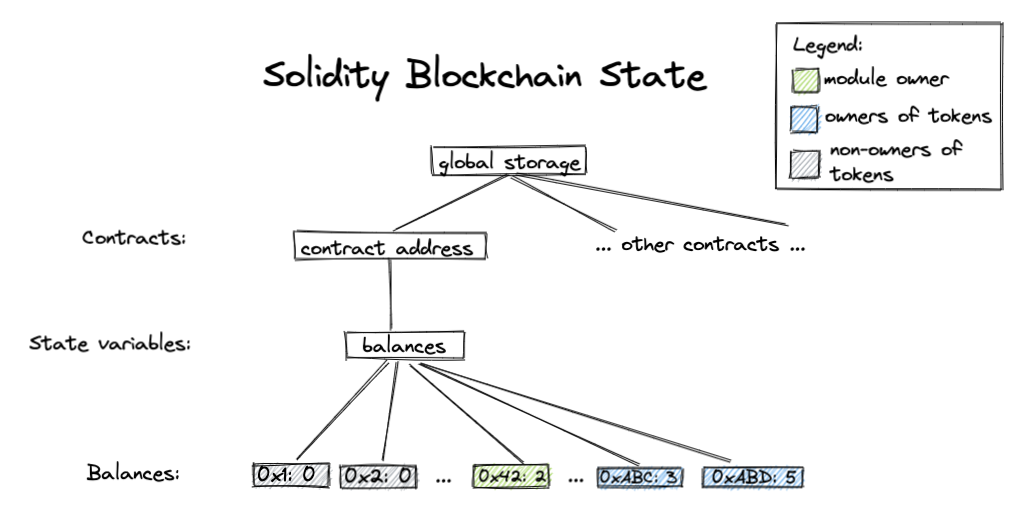 Solidity Blockchain State
Legend:
module owner
owners of tokens
non-owners of
tokens
global storage
Contracts:
contract address
... other contracts ...
State variables:
balances
Balances:
0x1: 0
0x2: 0
...
0x42: 2
...
0xABC: 3
0xABD: 5